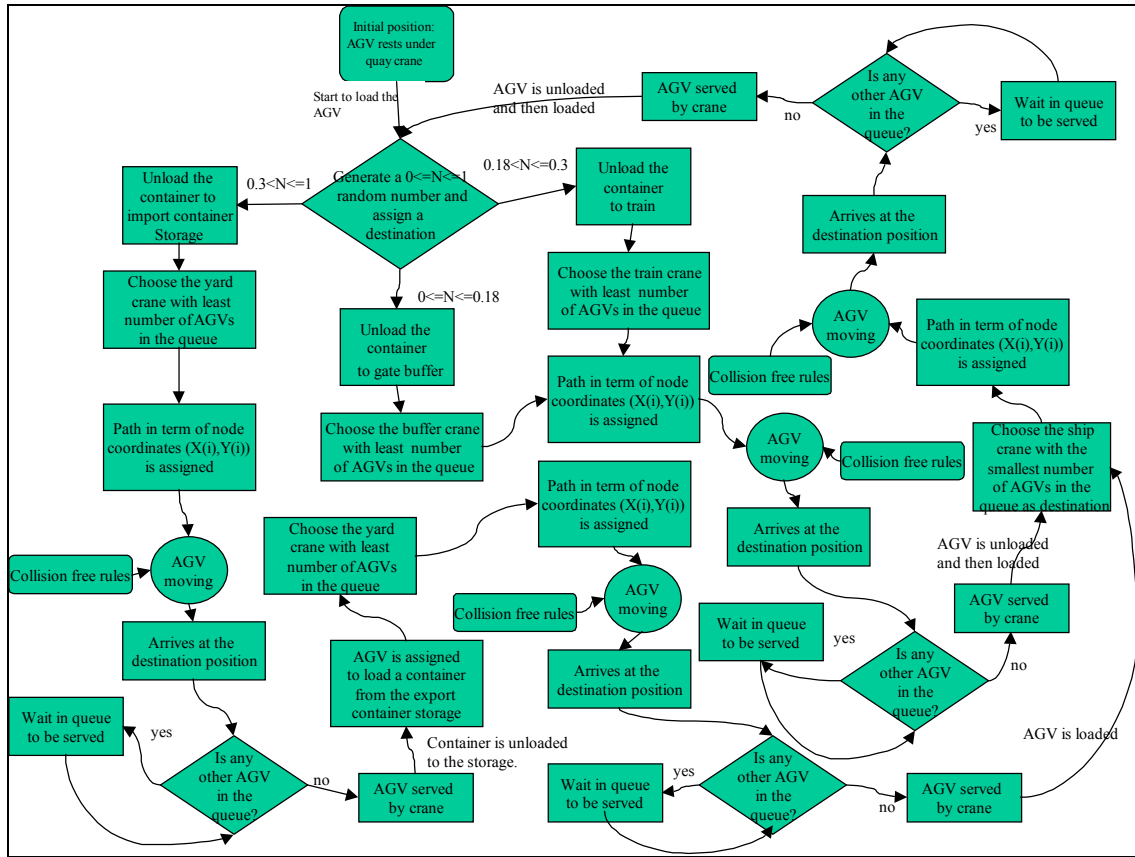 Initial position:
AGV rests under
quay crane
Start to load the
AGV
AGV is unloaded
and then loaded
AGV served
by crane
no
Is any
other AGV
in the
queue?
yes
Wait in queue
to be served
Generate a 0<=N<=1
random number and
assign a
destination
0.3<N<=1
0.18<N<=0.3
0<=N<=0.18
Unload the
container to
import container
Storage
Choose the yard
crane with least
number of AGVs
in the queue
Path in term of node
coordinates (X(i),Y(i))
is assigned
Collision free rules
AGV
moving
Arrives at the
destination position
Wait in queue
to be served
yes
Is any
other AGV
in the
queue?
no
AGV served
by crane
Container is unloaded
to the storage.
AGV is assigned
to load a container
from the export
container storage
Choose the yard
crane with least
number of AGVs
in the queue
Path in term of node
coordinates (X(i),Y(i))
is assigned
Collision free rules
AGV
moving
Arrives at the
destination position
Wait in queue
to be served
yes
Is any
other AGV
in the
queue?
no
AGV served
by crane
AGV is loaded
Unload the
container
to gate buffer
Choose the buffer crane
with least number
of AGVs in the queue
Unload the
container
to train
Choose the train crane
with least number of
AGVs in the queue
Path in term of node
coordinates (X(i),Y(i))
is assigned
AGV
moving
Collision free rules
Arrives at the
destination position
Wait in queue
to be served
yes
Is any
other AGV
in the
queue?
no
AGV served
by crane
AGV is unloaded
and then loaded
Choose the ship
crane with the
smallest number
of AGVs in the
queue as destination
Path in term of node
coordinates (X(i),Y(i))
is assigned
Collision free rules
AGV
moving
Arrives at the
destination position